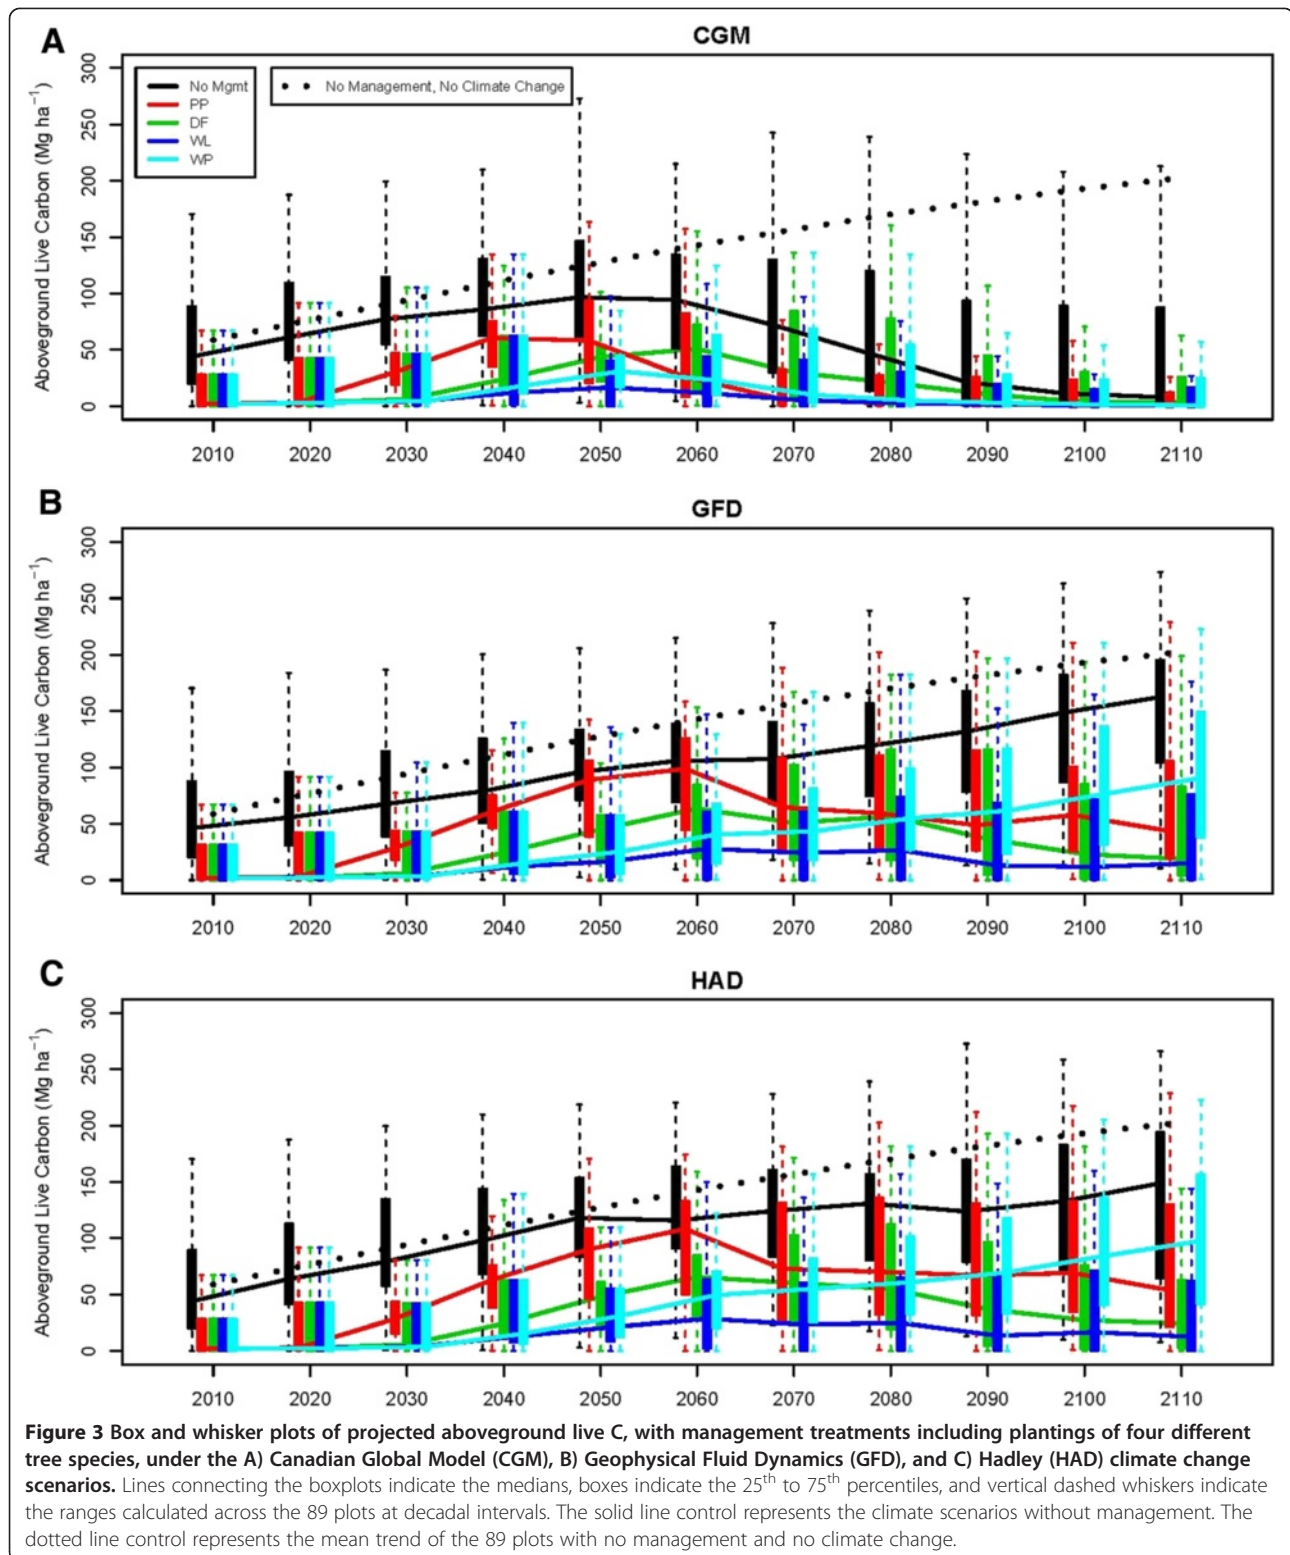 A
CGM
Aboveground Live Carbon (Mg ha⁻¹)
300
250
200
150
100
50
0
No Mgmt
PP
DF
WL
WP
No Management, No Climate Change
2010 2020 2030 2040 2050 2060 2070 2080 2090 2100 2110
B
GFD
Aboveground Live Carbon (Mg ha⁻¹)
300
250
200
150
100
50
0
2010 2020 2030 2040 2050 2060 2070 2080 2090 2100 2110
C
HAD
Aboveground Live Carbon (Mg ha⁻¹)
300
250
200
150
100
50
0
2010 2020 2030 2040 2050 2060 2070 2080 2090 2100 2110
Figure 3 Box and whisker plots of projected aboveground live C, with management treatments including plantings of four different
tree species, under the A) Canadian Global Model (CGM), B) Geophysical Fluid Dynamics (GFD), and C) Hadley (HAD) climate change
scenarios. Lines connecting the boxplots indicate the medians, boxes indicate the 25th to 75th percentiles, and vertical dashed whiskers indicate
the ranges calculated across the 89 plots at decadal intervals. The solid line control represents the climate scenarios without management. The
dotted line control represents the mean trend of the 89 plots with no management and no climate change.